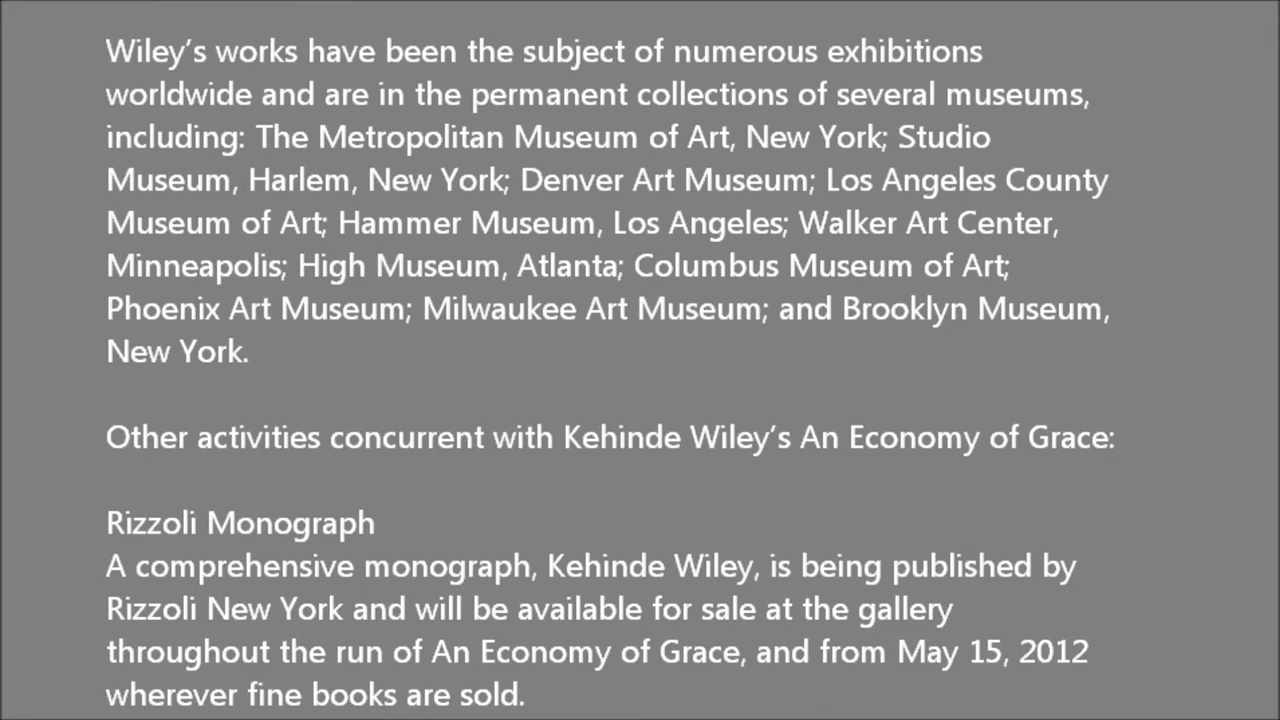 Wiley’s works have been the subject of numerous exhibitions
worldwide and are in the permanent collections of several museums,
including: The Metropolitan Museum of Art, New York; Studio
Museum, Harlem, New York; Denver Art Museum; Los Angeles County
Museum of Art; Hammer Museum, Los Angeles; Walker Art Center,
Minneapolis; High Museum, Atlanta; Columbus Museum of Art;
Phoenix Art Museum; Milwaukee Art Museum; and Brooklyn Museum,
New York.
Other activities concurrent with Kehinde Wiley’s An Economy of Grace:
Rizzoli Monograph
A comprehensive monograph, Kehinde Wiley, is being published by
Rizzoli New York and will be available for sale at the gallery
throughout the run of An Economy of Grace, and from May 15, 2012
wherever fine books are sold.